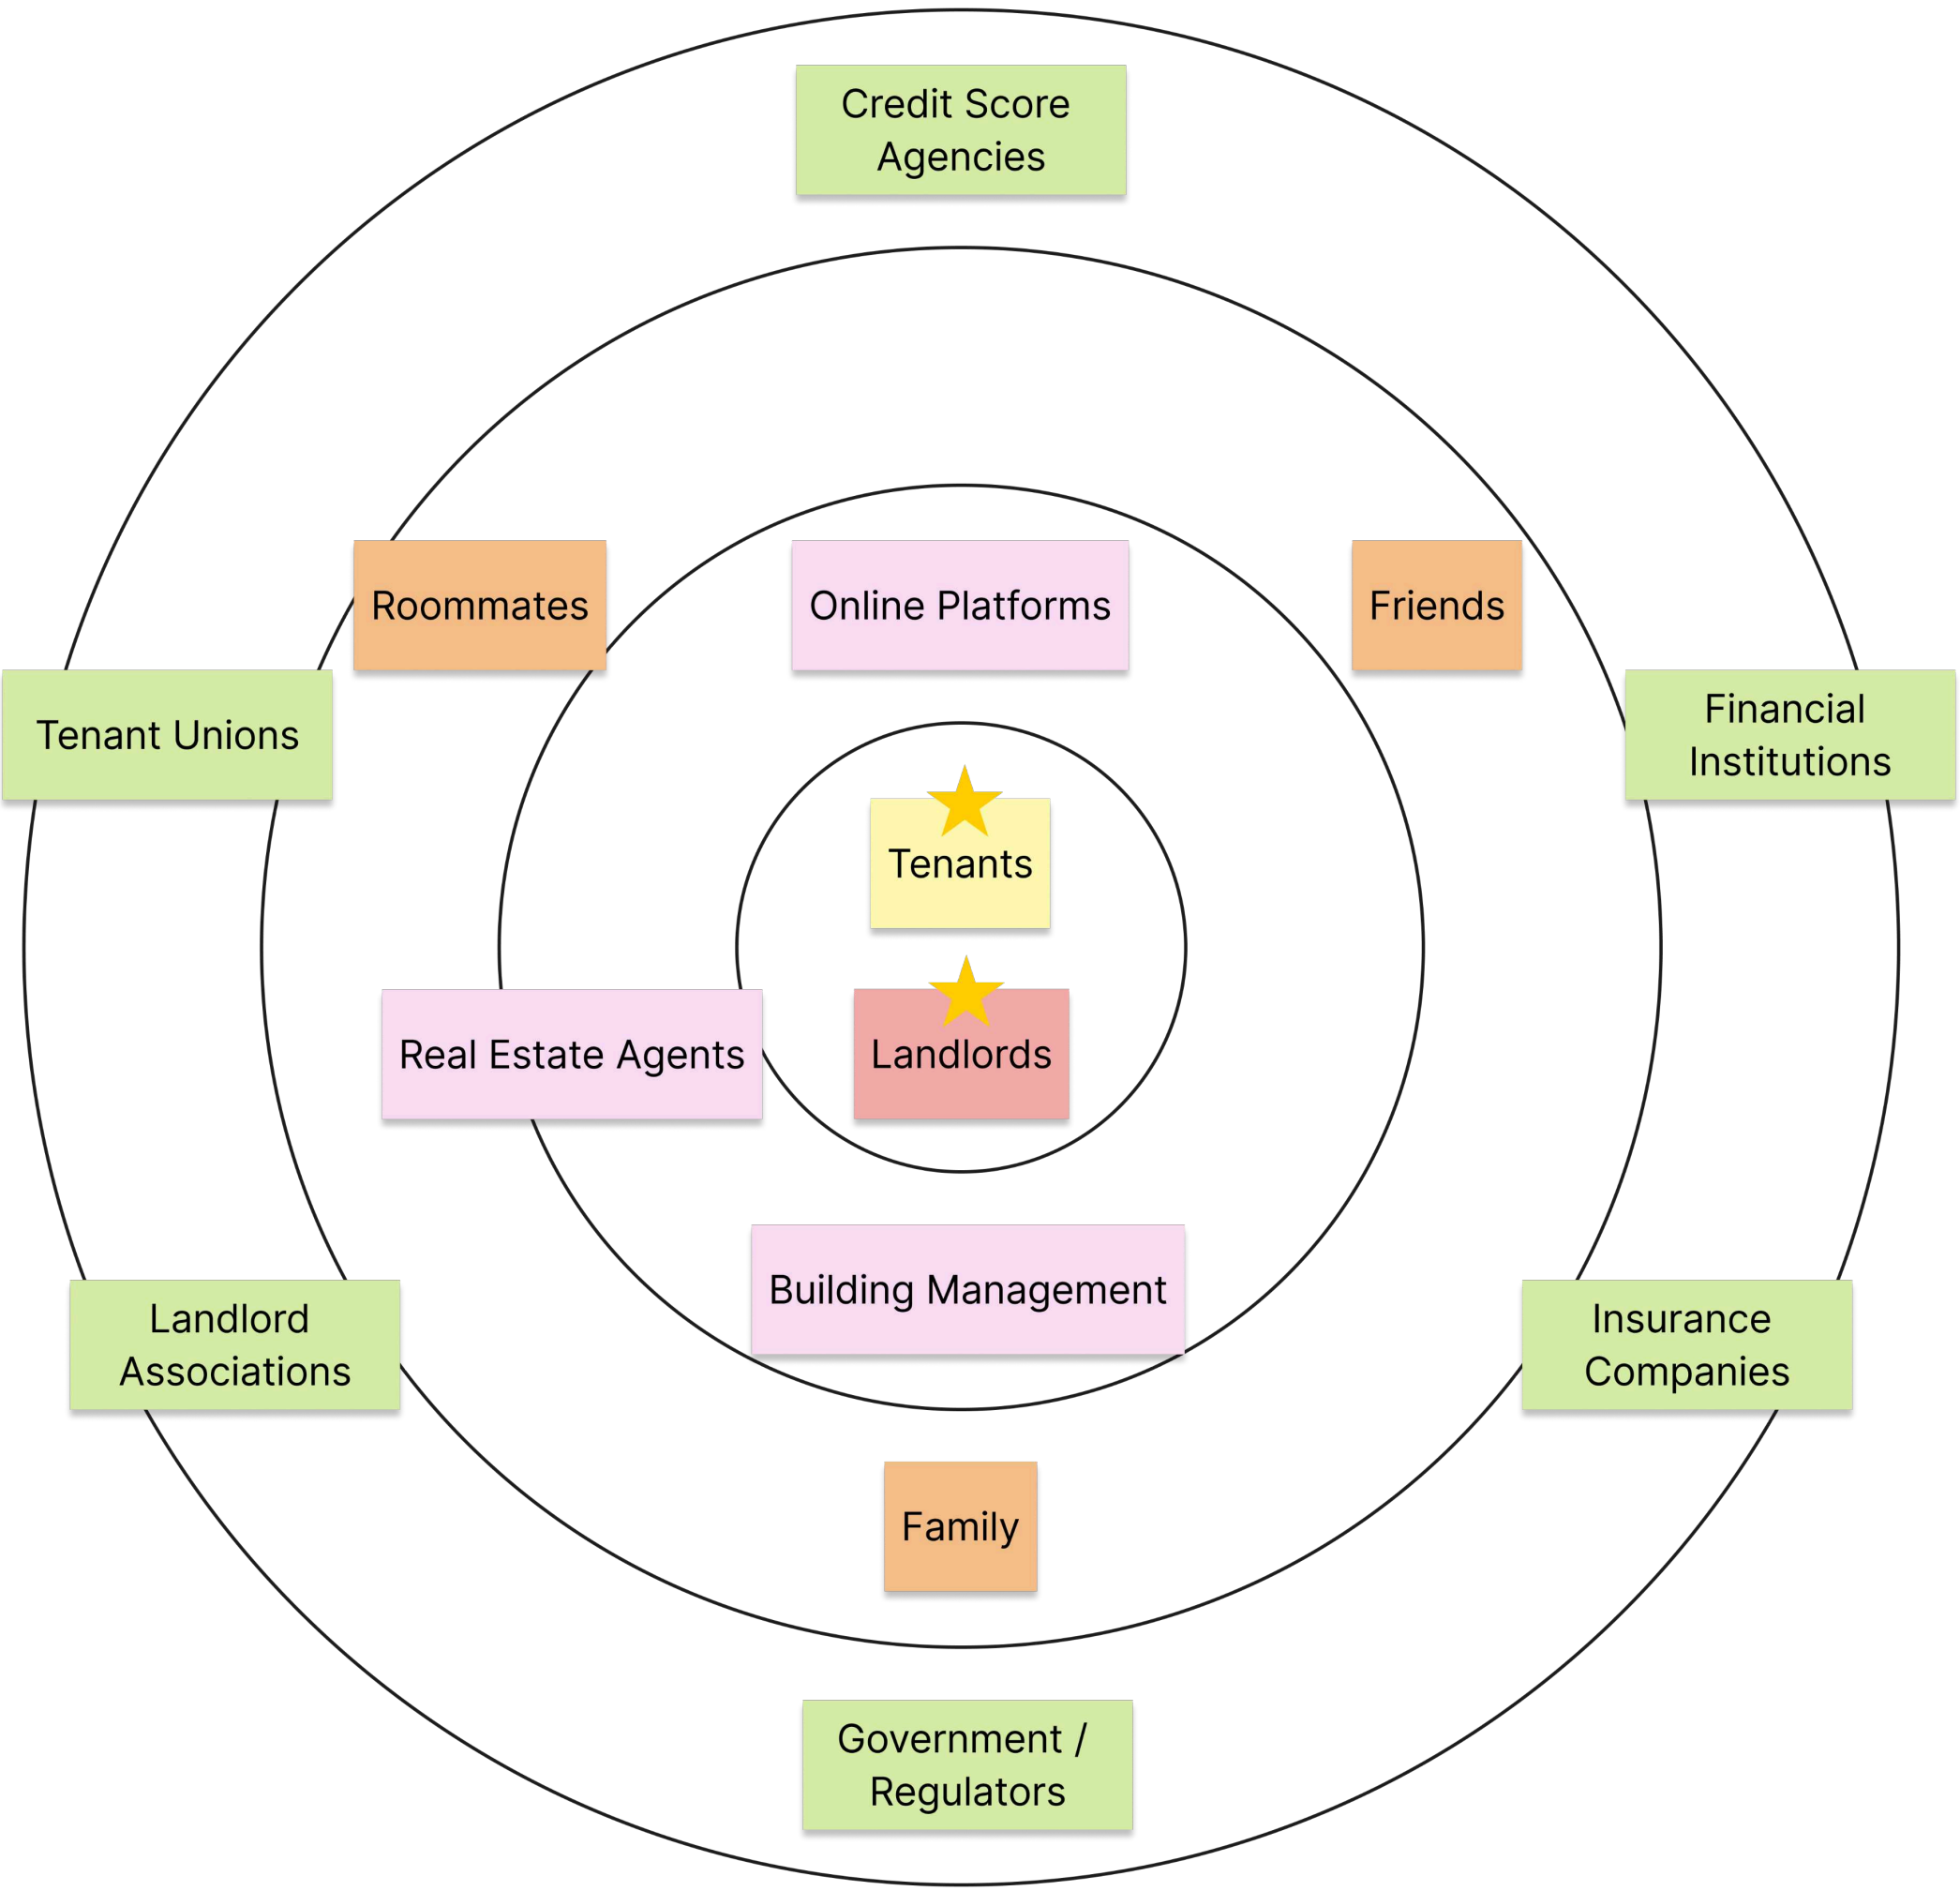 Credit Score
Agencies
Roommates
Online Platforms
Friends
Tenant Unions
Financial
Institutions
Tenants
Landlords
Real Estate Agents
Building Management
Landlord
Associations
Insurance
Companies
Family
Government /
Regulators